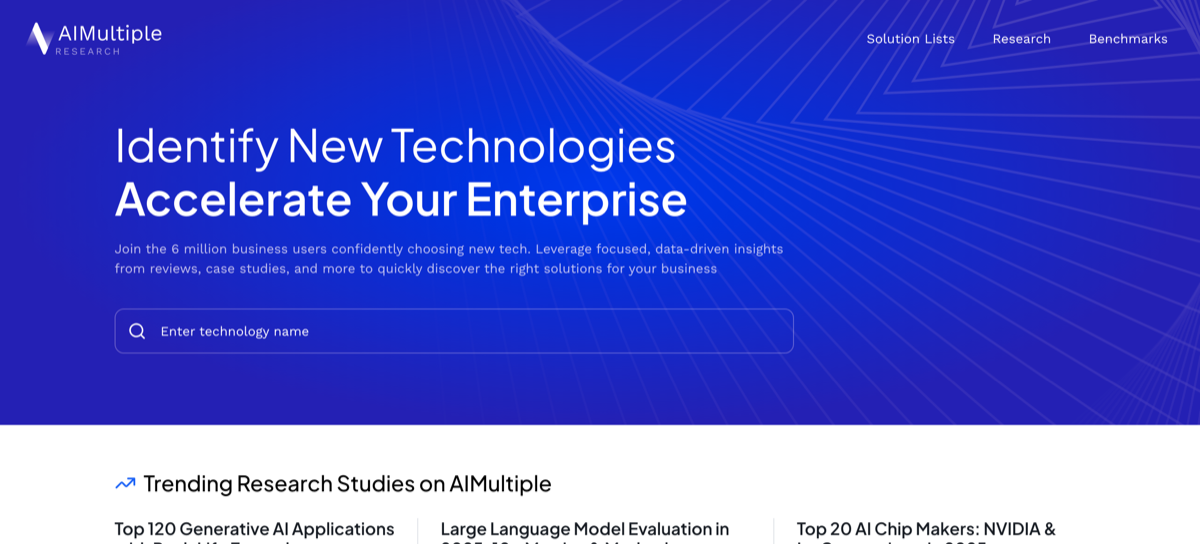 AIMultiple
RESEARCH
Solution Lists
Research
Benchmarks
Identify New Technologies
Accelerate Your Enterprise
Join the 6 million business users confidently choosing new tech. Leverage focused, data-driven insights
from reviews, case studies, and more to quickly discover the right solutions for your business
Enter technology name
Trending Research Studies on AIMultiple
Top 120 Generative AI Applications
Large Language Model Evaluation in
Top 20 AI Chip Makers: NVIDIA &